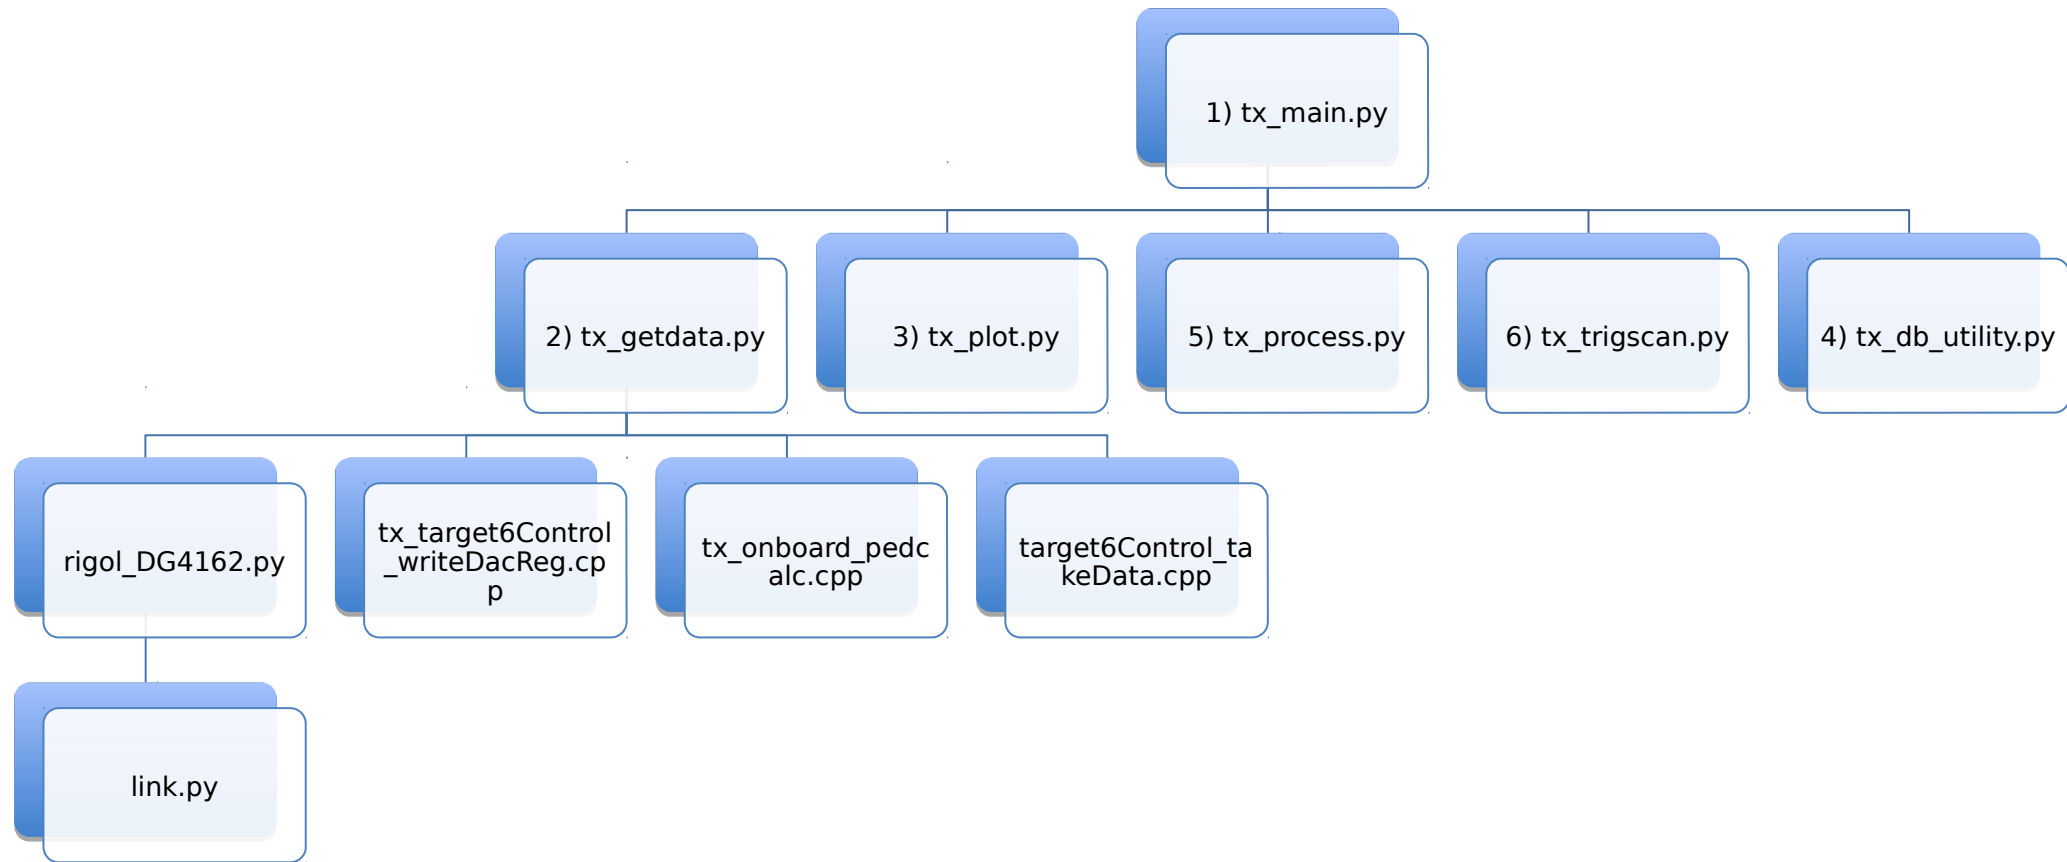 1) tx_main.py
2) tx_getdata.py
3) tx_plot.py
5) tx_process.py
6) tx_trigscan.py
4) tx_db_utility.py
rigol_DG4162.py
tx_target6Control
_writeDacReg.cp
p
tx_onboard_pedc
alc.cpp
target6Control_ta
keData.cpp
link.py